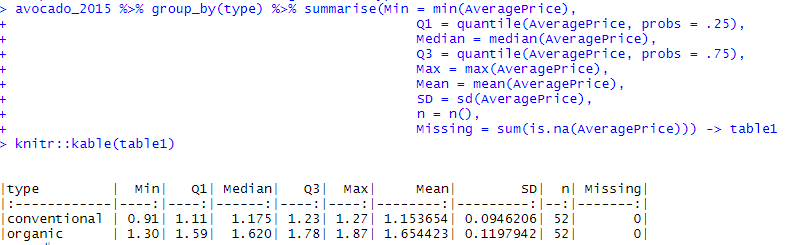 > avocado_2015 %>% group_by(type) %>% summarise(Min = min(AveragePrice),
+ Q1 = quantile(AveragePrice, probs = .25),
+ Median = median(AveragePrice),
+ Q3 = quantile(AveragePrice, probs = .75),
+ Max = max(AveragePrice),
+ Mean = mean(AveragePrice),
+ SD = sd(AveragePrice),
+ n = n(),
+ Missing = sum(is.na(AveragePrice))) -> table1
> knitr::kable(table1)
|type | Min| Q1| Median| Q3| Max| Mean| SD| n| Missing|
|:------------|----:|----:|------:|----:|----:|--------:|---------:|--:|-------:|
|conventional | 0.91| 1.11| 1.175| 1.23| 1.27| 1.153654| 0.0946206| 52| 0|
|organic | 1.30| 1.59| 1.620| 1.78| 1.87| 1.654423| 0.1197942| 52| 0|